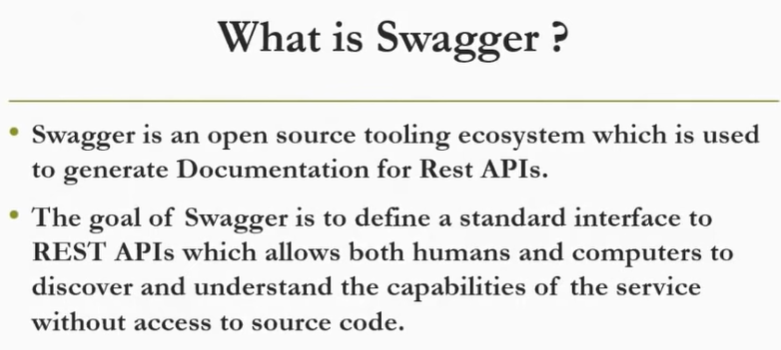 What is Swagger ?
• Swagger is an open source tooling ecosystem which is used
to generate Documentation for Rest APIs.
• The goal of Swagger is to define a standard interface to
REST APIs which allows both humans and computers to
discover and understand the capabilities of the service
without access to source code.